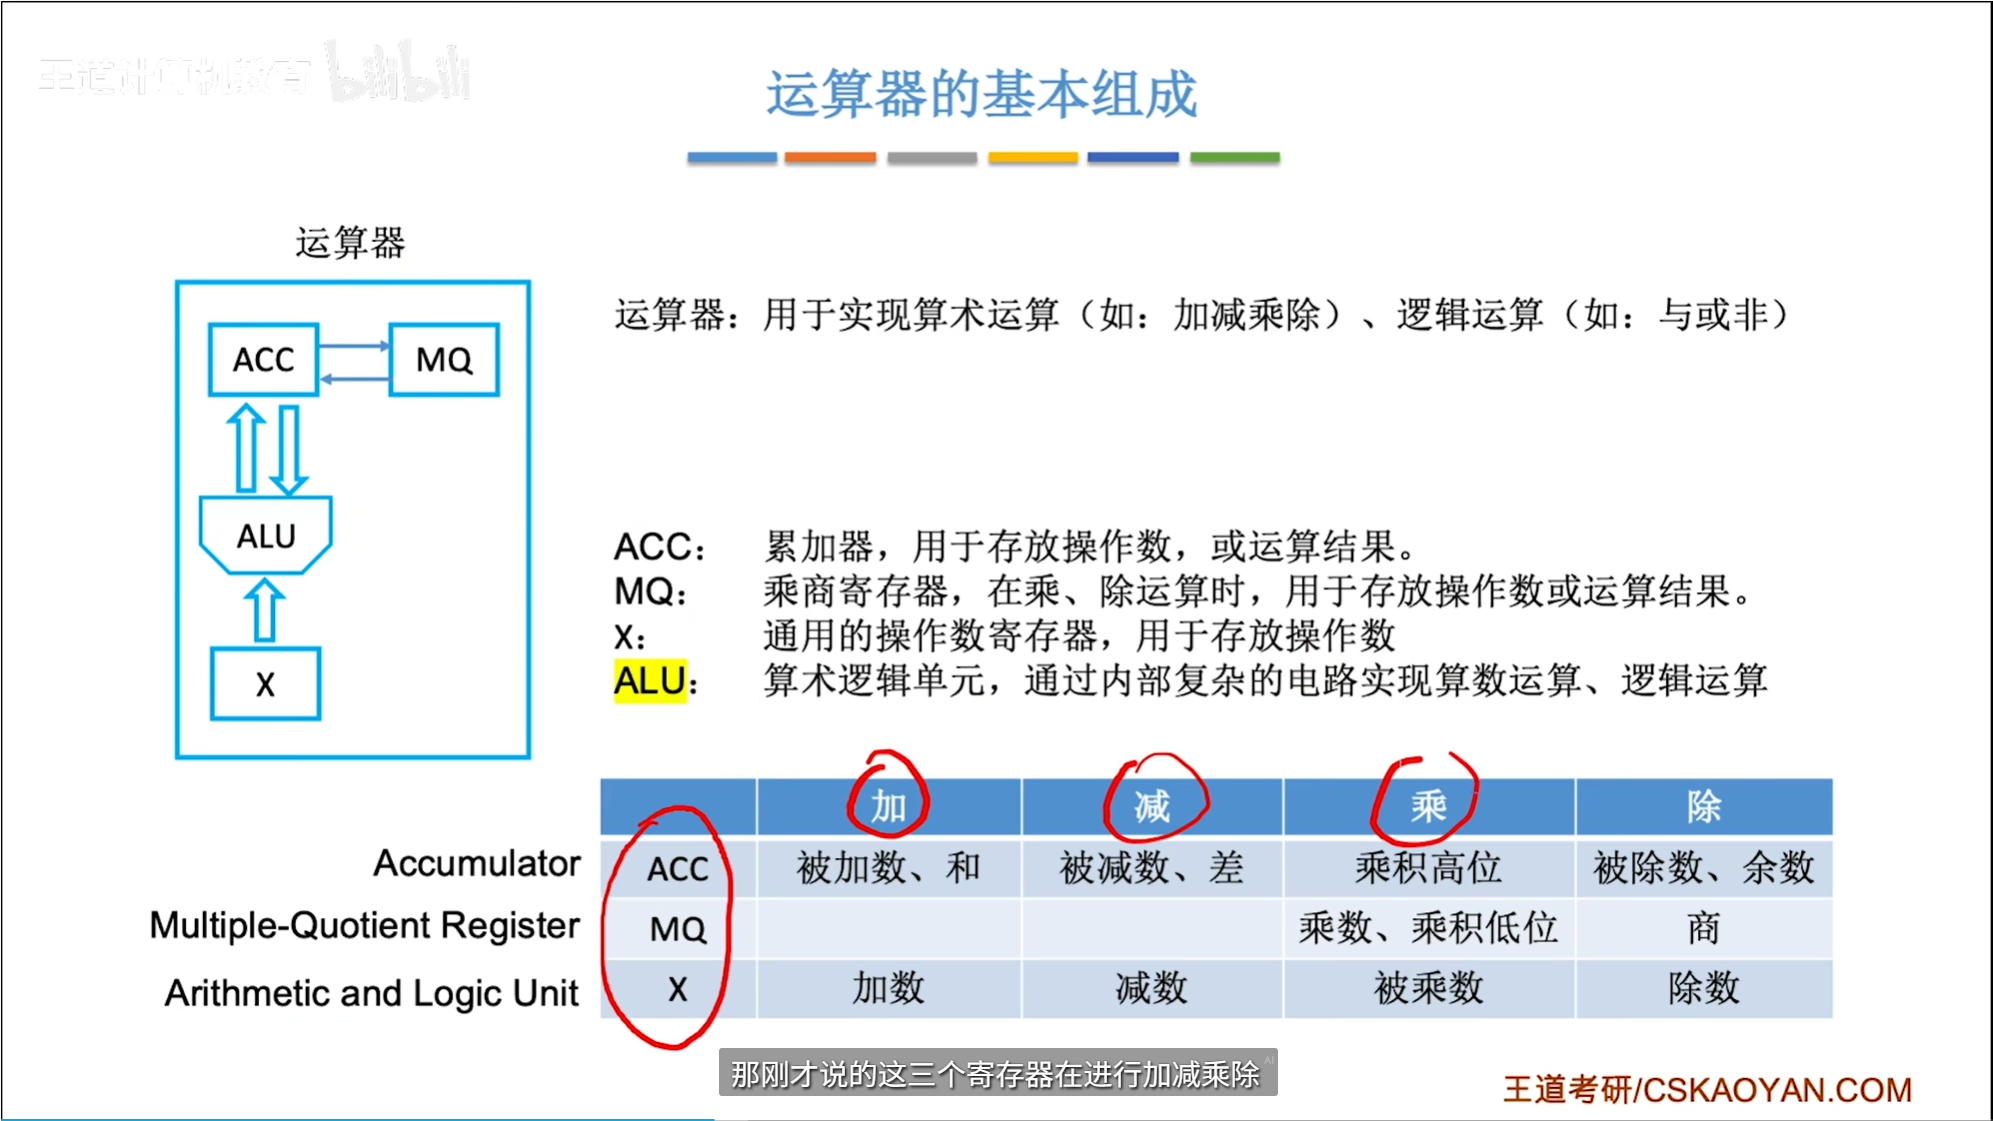 王道计算机教育 bilibili
运算器的基本组成
运算器
ACC
MQ
ALU
X
运算器：用于实现算术运算（如：加减乘除）、逻辑运算（如：与或非）
ACC： 累加器，用于存放操作数，或运算结果。
MQ： 乘商寄存器，在乘、除运算时，用于存放操作数或运算结果。
X： 通用的操作数寄存器，用于存放操作数
ALU： 算术逻辑单元，通过内部复杂的电路实现算数运算、逻辑运算
加 减 乘 除
Accumulator ACC 被加数、和 被减数、差 乘积高位 被除数、余数
Multiple-Quotient Register MQ 乘数、乘积低位 商
Arithmetic and Logic Unit X 加数 减数 被乘数 除数
那刚才说的这三个寄存器在进行加减乘除 AI
王道考研/CSKAOYAN.COM